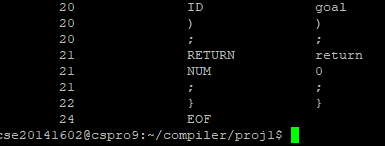 20 ID goal
20 ) )
20 ; ;
21 RETURN return
21 NUM 0
21 ; ;
22 } }
24 EOF
cse20141602@cspro9:~/compiler/proj1$